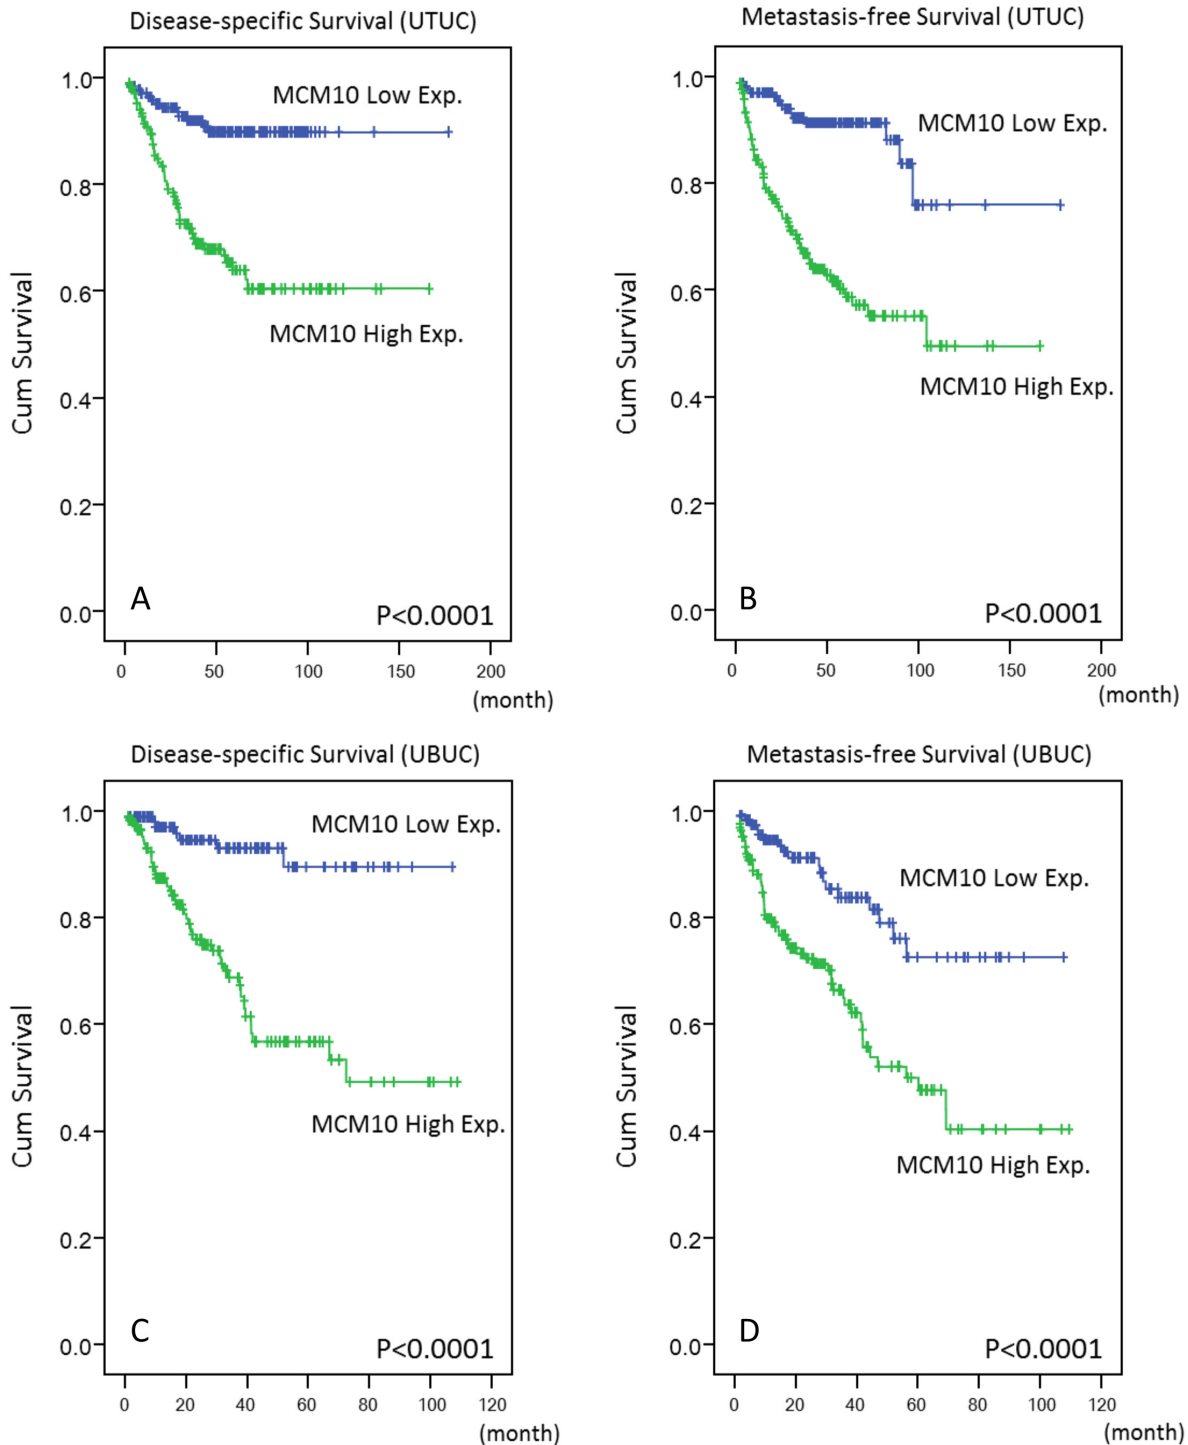 Disease-specific Survival (UTUC)
1.0
0.8
0.6
0.4
0.2
0.0
Cum Survival
MCM10 Low Exp.
MCM10 High Exp.
A
P<0.0001
0 50 100 150 200
(month)
Metastasis-free Survival (UTUC)
1.0
0.8
0.6
0.4
0.2
0.0
Cum Survival
MCM10 Low Exp.
MCM10 High Exp.
B
P<0.0001
0 50 100 150 200
(month)
Disease-specific Survival (UBUC)
1.0
0.8
0.6
0.4
0.2
0.0
Cum Survival
MCM10 Low Exp.
MCM10 High Exp.
C
P<0.0001
0 20 40 60 80 100 120
(month)
Metastasis-free Survival (UBUC)
1.0
0.8
0.6
0.4
0.2
0.0
Cum Survival
MCM10 Low Exp.
MCM10 High Exp.
D
P<0.0001
0 20 40 60 80 100 120
(month)